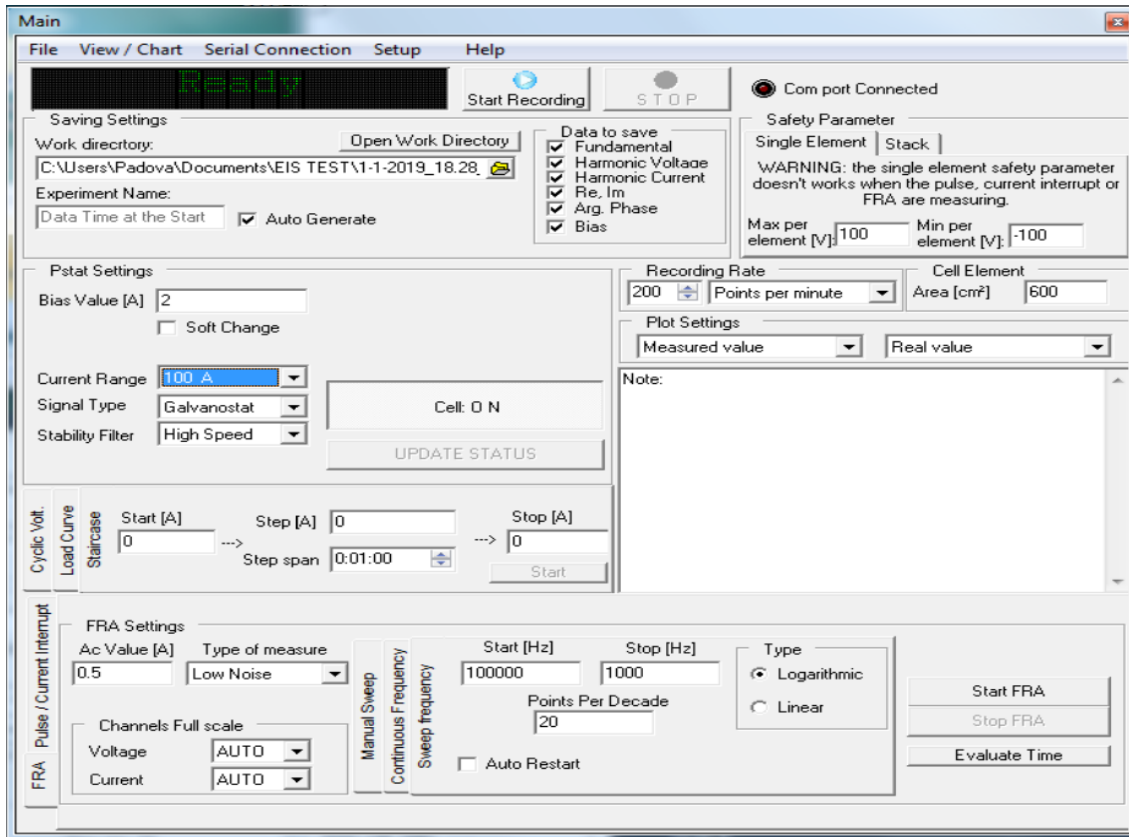 Main
File View / Chart Serial Connection Setup Help
Ready
Start Recording
S T O P
Com port Connected
Saving Settings
Work direcrtory:
Open Work Directory
C:\Users\Padova\Documents\EIS TEST\1-1-2019_18.28_
Experiment Name:
Data Time at the Start
Auto Generate
Data to save
Fundamental
Harmonic Voltage
Harmonic Current
Re, Im
Arg. Phase
Bias
Safety Parameter
Single Element Stack
WARNING: the single element safety parameter
doesn't works when the pulse, current interrupt or
FRA are measuring.
Max per
element [V]: 100
Min per
element [V]: -100
Pstat Settings
Bias Value [A] 2
Soft Change
Current Range 100 A
Signal Type Galvanostat
Stability Filter High Speed
Cell: O N
UPDATE STATUS
Recording Rate
200 Points per minute
Cell Element
Area [cm²] 600
Plot Settings
Measured value Real value
Note:
Cyclic Volt.
Load Curve
Staircase
Start [A]
0
--->
Step [A] 0
Step span 0:01:00
--->
Stop [A]
0
Start
Pulse / Current Interrupt
FRA
FRA Settings
Ac Value [A]
0.5
Type of measure
Low Noise
Channels Full scale
Voltage AUTO
Current AUTO
Manual Sweep
Continuous Frequency
Sweep frequency
Start [Hz]
100000
Stop [Hz]
1000
Points Per Decade
20
Auto Restart
Type
Logarithmic
Linear
Start FRA
Stop FRA
Evaluate Time